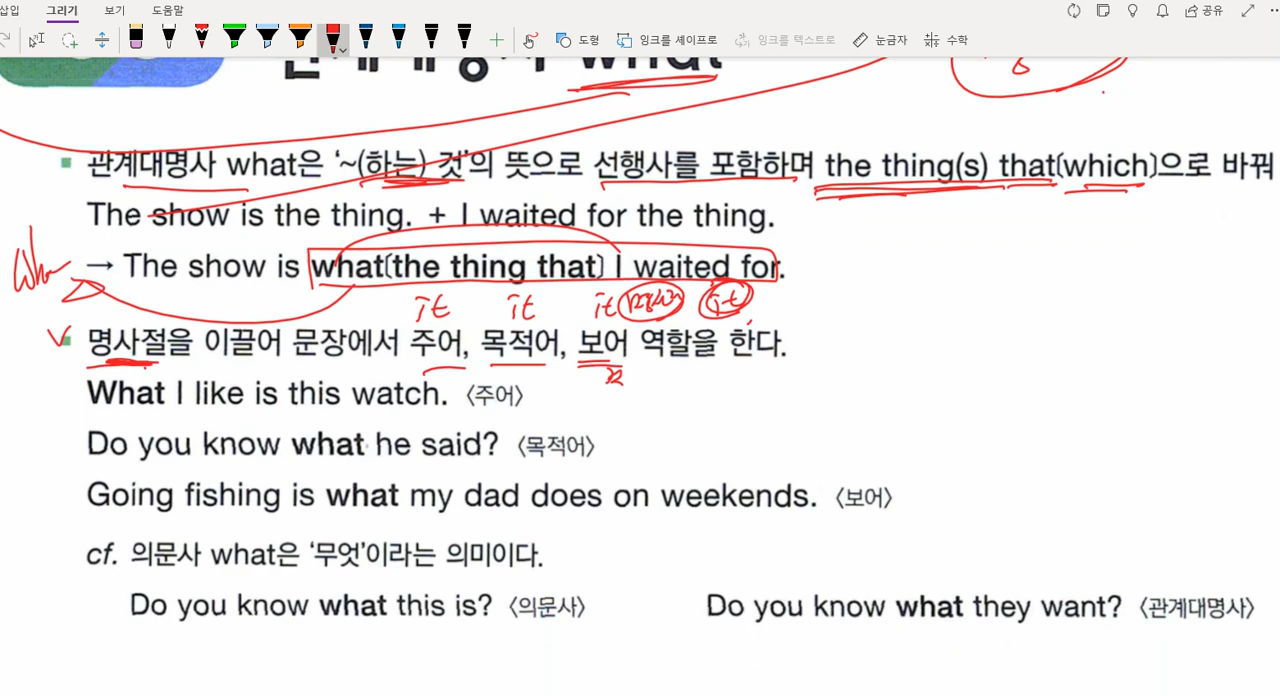 삽입 그리기 보기 도움말
공유
도형 잉크를 셰이프로 잉크를 텍스트로 눈금자 수학
관계대명사 what
관계대명사 what은 '~(하는) 것'의 뜻으로 선행사를 포함하며 the thing(s) that[which]으로 바꿔
The show is the thing. + I waited for the thing.
→ The show is what[the thing that] I waited for.
it it it it
명사절을 이끌어 문장에서 주어, 목적어, 보어 역할을 한다.
What I like is this watch. 〈주어〉
Do you know what he said? 〈목적어〉
Going fishing is what my dad does on weekends. 〈보어〉
cf. 의문사 what은 '무엇'이라는 의미이다.
Do you know what this is? 〈의문사〉 Do you know what they want? 〈관계대명사〉